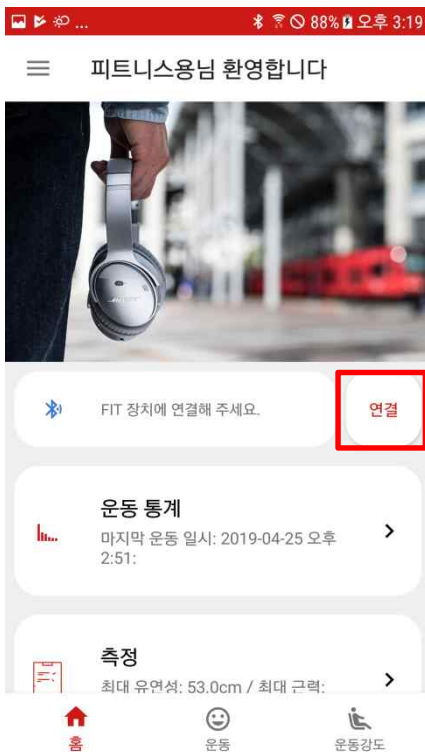 ... 88% 오후 3:19
피트니스용님 환영합니다
BOSE
FIT 장치에 연결해 주세요.
연결
운동 통계
마지막 운동 일시: 2019-04-25 오후
2:51:
측정
최대 유연성: 53.0cm / 최대 근력:
홈
운동
운동강도